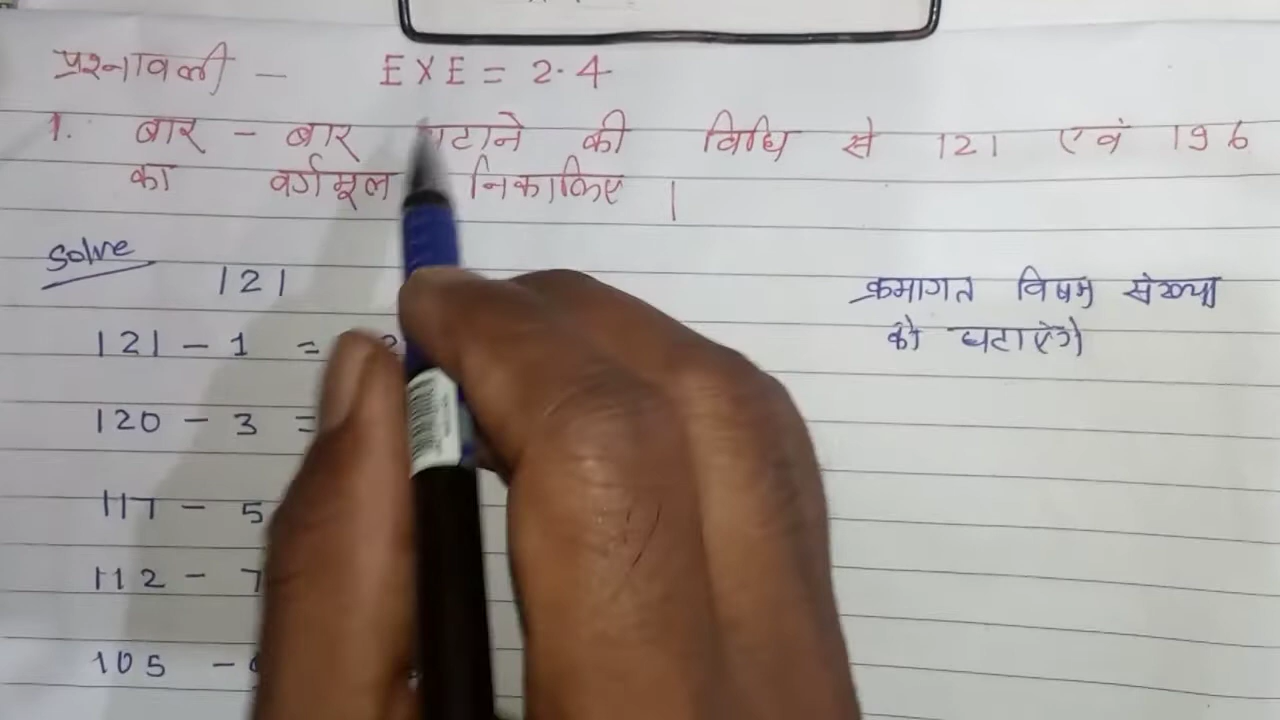 प्रश्नावली - EXE = 2.4
1. बार - बार घटाने की विधि से 121 एवं 196
का वर्गमूल निकालिए |
Solve
121
क्रमागत विषम संख्या
को घटाएंगे
121 - 1 =
120 - 3 =
117 - 5
112 - 7
105 -